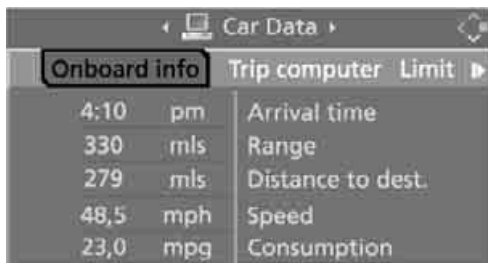 Car Data
Onboard info Trip computer Limit
4:10 pm Arrival time
330 mls Range
279 mls Distance to dest.
48,5 mph Speed
23,0 mpg Consumption